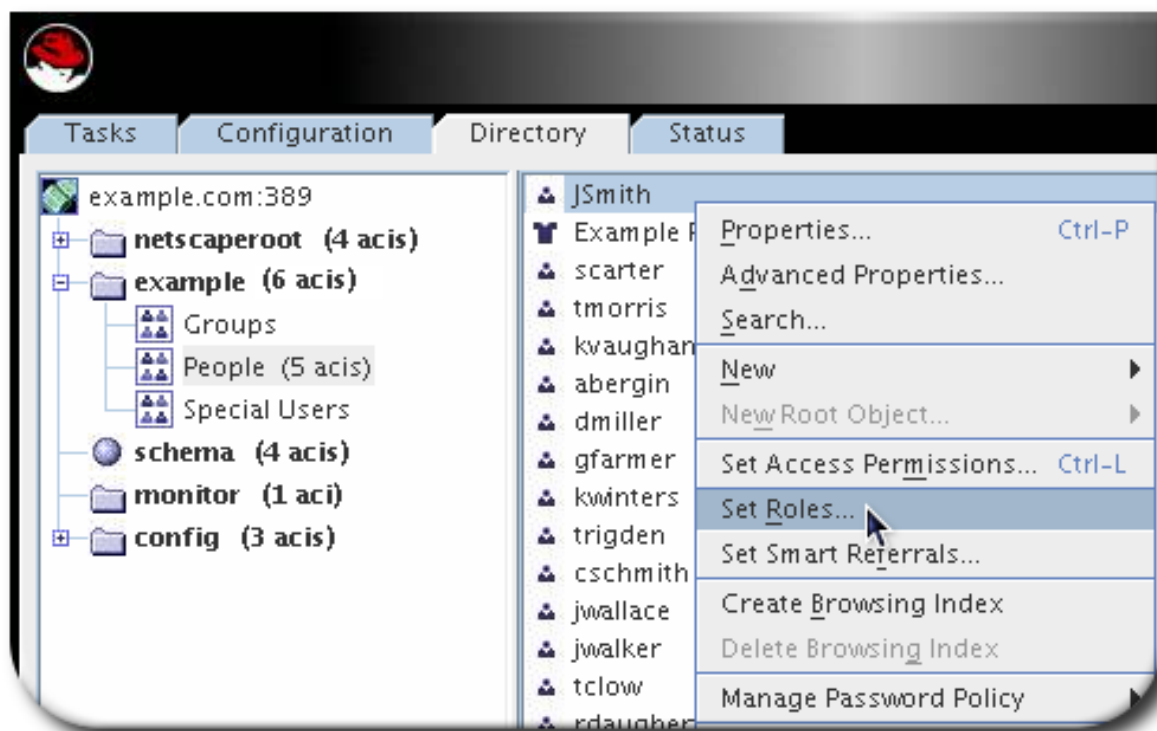 Tasks Configuration Directory Status
example.com:389
netscaperoot (4 acis)
example (6 acis)
Groups
People (5 acis)
Special Users
schema (4 acis)
monitor (1 aci)
config (3 acis)
JSmith
Example
scarter
tmorris
kvaughan
abergin
dmiller
gfarmer
kwinters
trigden
cschmith
jwallace
jwalker
tclow
Properties... Ctrl-P
Advanced Properties...
Search...
New
New Root Object...
Set Access Permissions... Ctrl-L
Set Roles...
Set Smart Referrals...
Create Browsing Index
Delete Browsing Index
Manage Password Policy